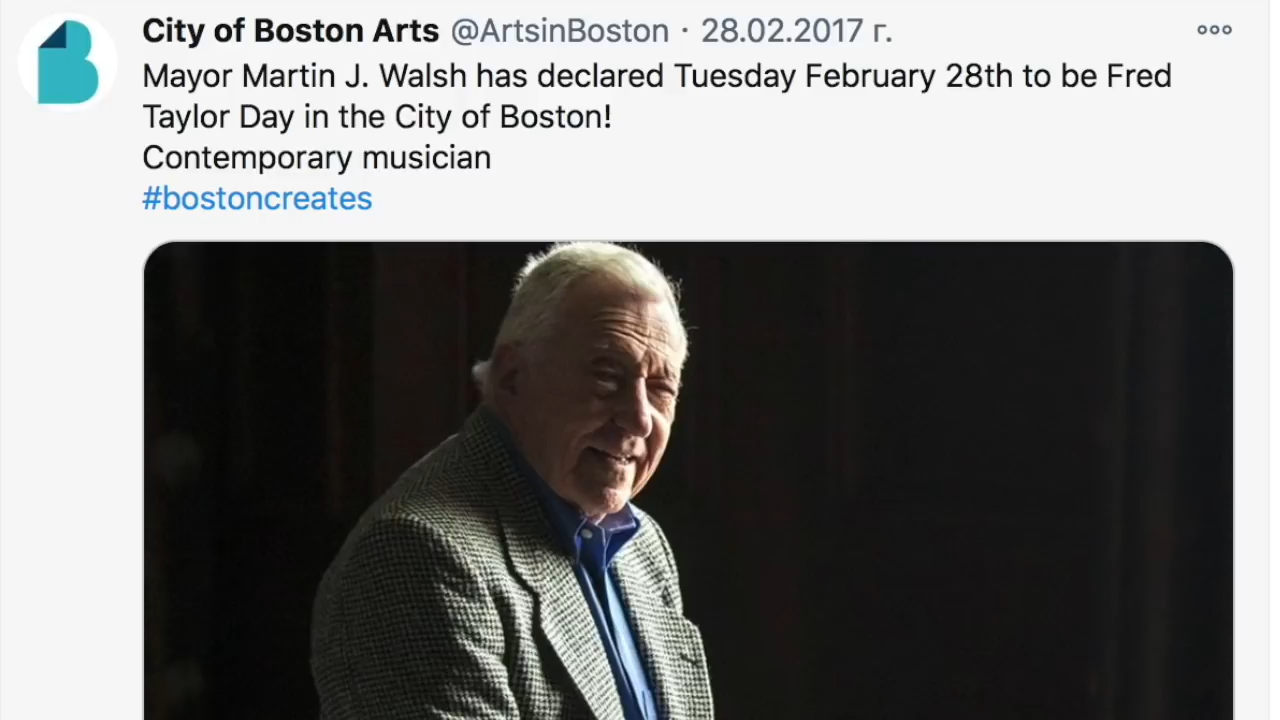 City of Boston Arts @ArtsinBoston · 28.02.2017 г.
Mayor Martin J. Walsh has declared Tuesday February 28th to be Fred
Taylor Day in the City of Boston!
Contemporary musician
#bostoncreates